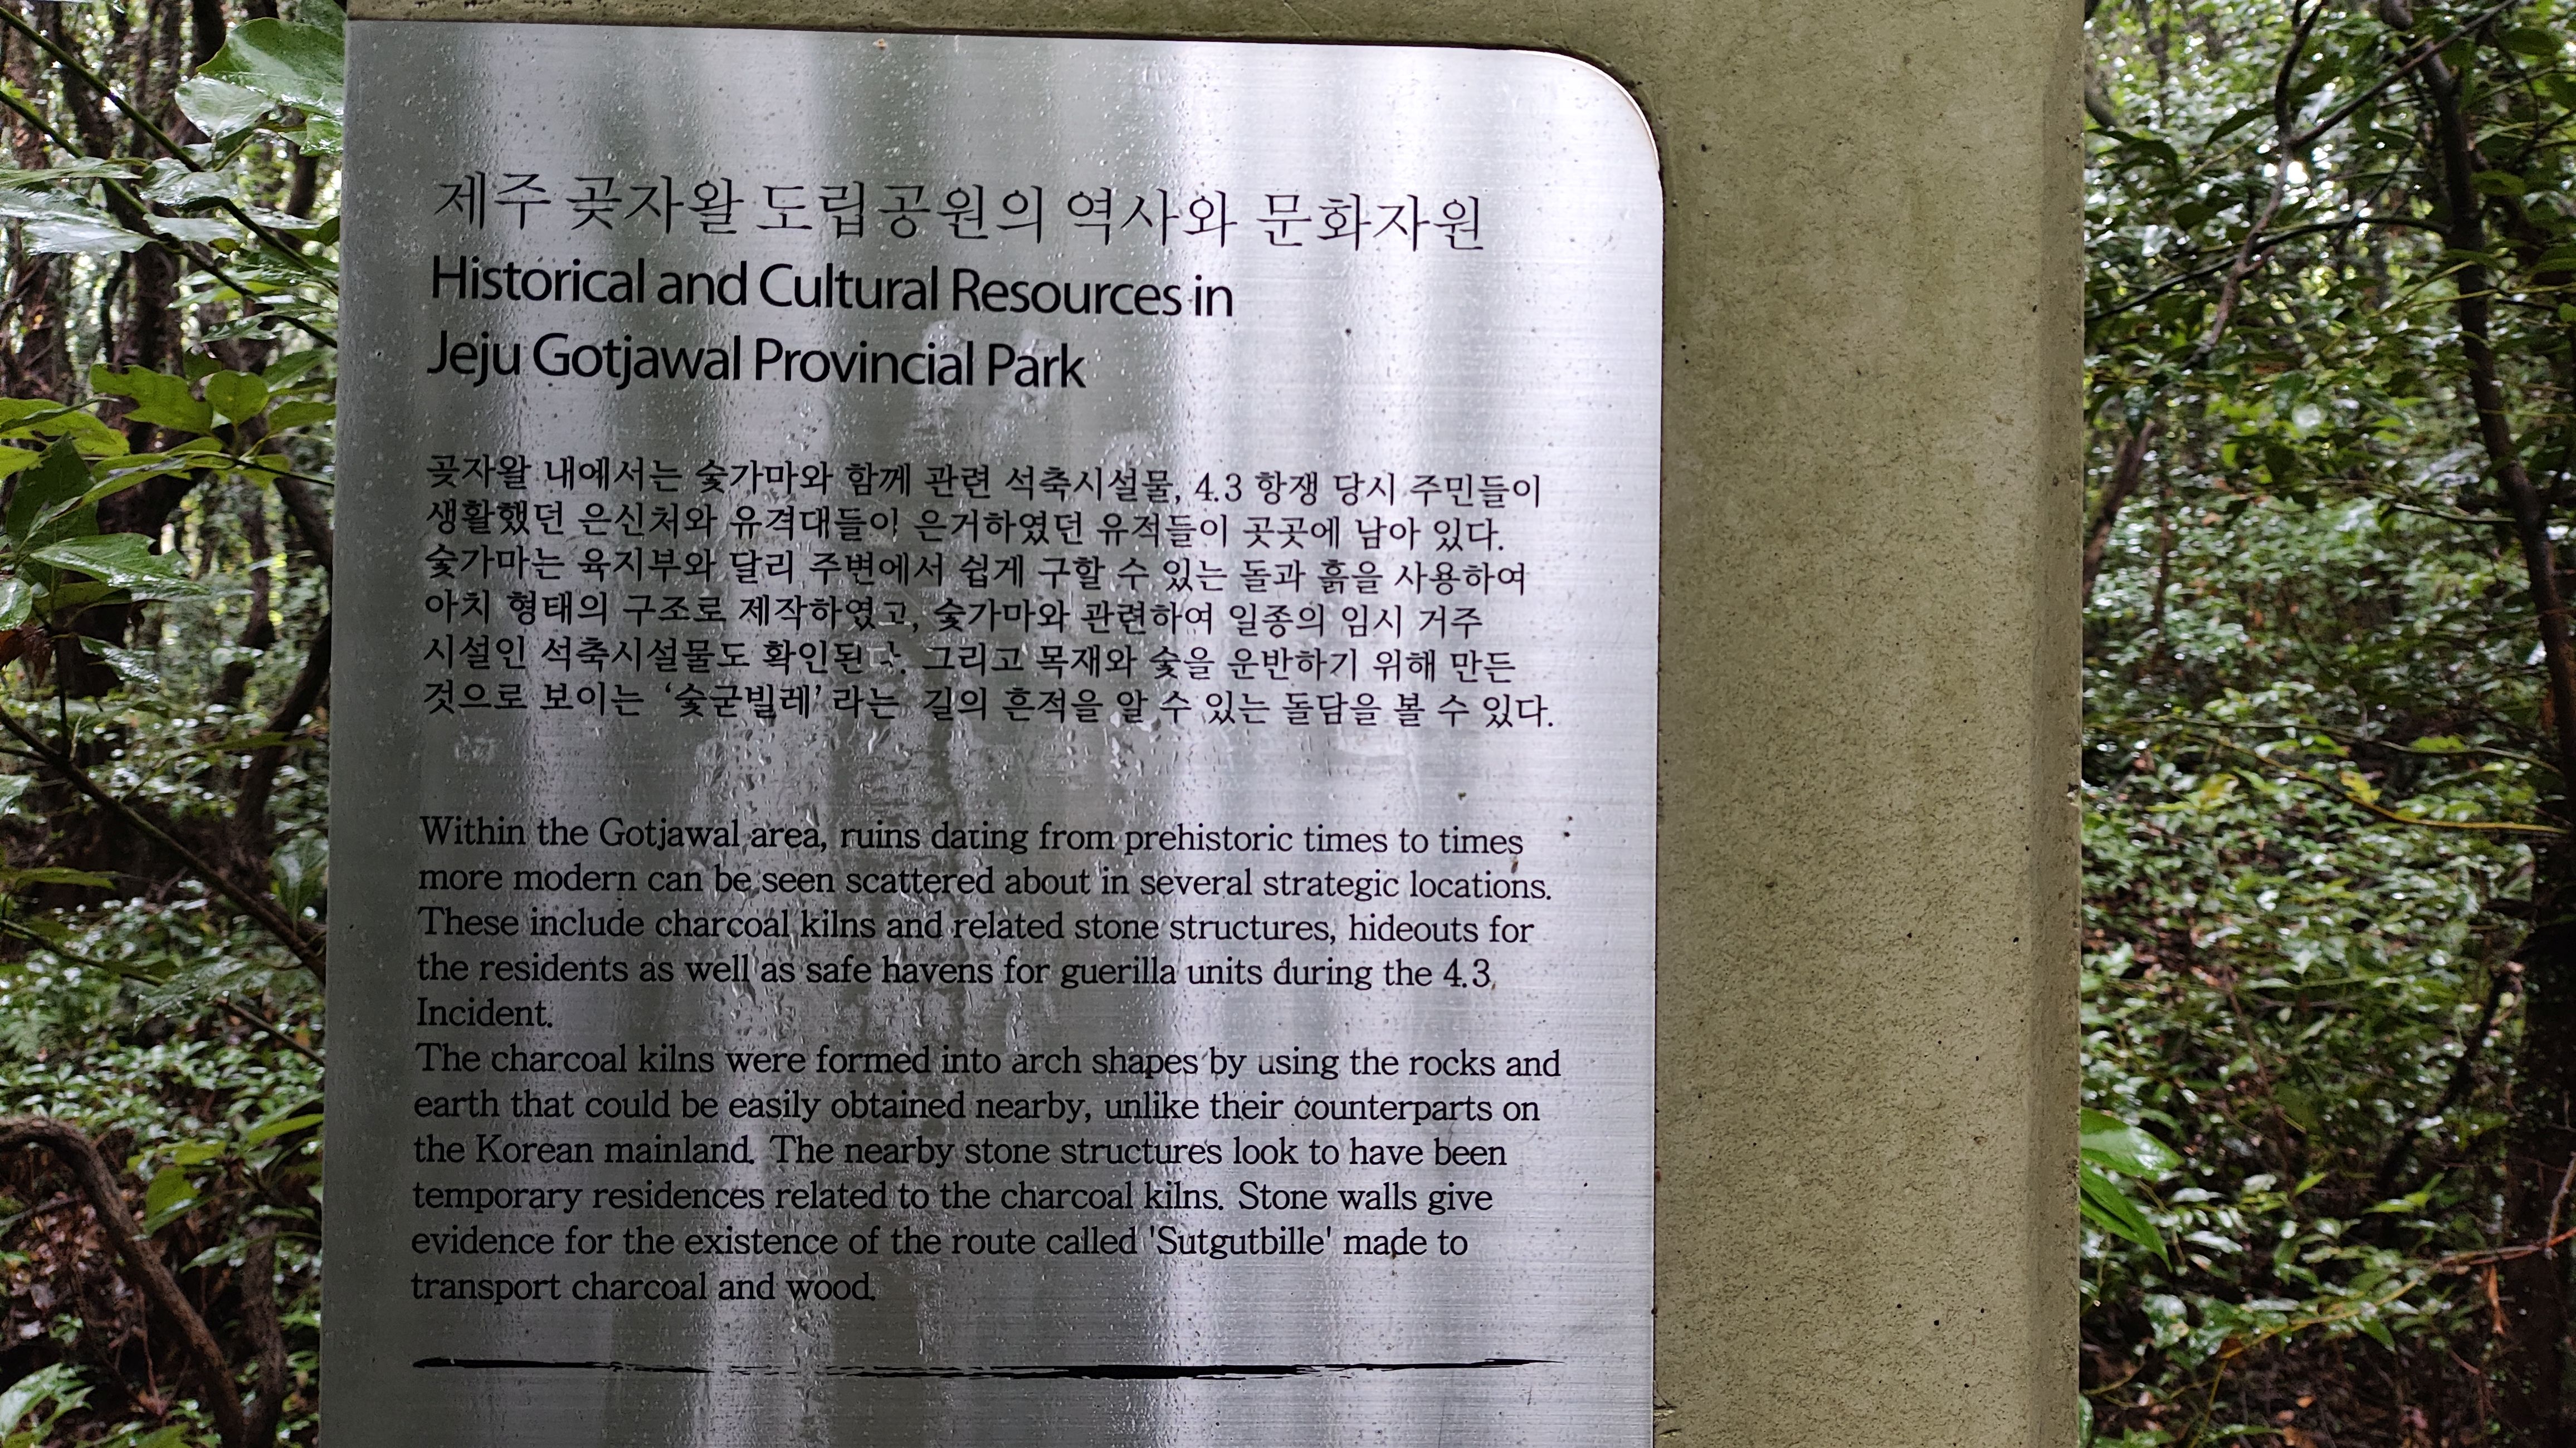 제주 곶자왈 도립공원의 역사와 문화자원
Historical and Cultural Resources in
Jeju Gotjawal Provincial Park
곶자왈 내에서는 숯가마와 함께 관련 석축시설물, 4.3 항쟁 당시 주민들이
생활했던 은신처와 유격대들이 은거하였던 유적들이 곳곳에 남아 있다.
숯가마는 육지부와 달리 주변에서 쉽게 구할 수 있는 돌과 흙을 사용하여
아치 형태의 구조로 제작하였고, 숯가마와 관련하여 일종의 임시 거주
시설인 석축시설물도 확인된다. 그리고 목재와 숯을 운반하기 위해 만든
것으로 보이는 ‘숯굳빌레’라는 길의 흔적을 알 수 있는 돌담을 볼 수 있다.
Within the Gotjawal area, ruins dating from prehistoric times to times
more modern can be seen scattered about in several strategic locations.
These include charcoal kilns and related stone structures, hideouts for
the residents as well as safe havens for guerilla units during the 4.3
Incident.
The charcoal kilns were formed into arch shapes by using the rocks and
earth that could be easily obtained nearby, unlike their counterparts on
the Korean mainland. The nearby stone structures look to have been
temporary residences related to the charcoal kilns. Stone walls give
evidence for the existence of the route called 'Sutgutbille' made to
transport charcoal and wood.